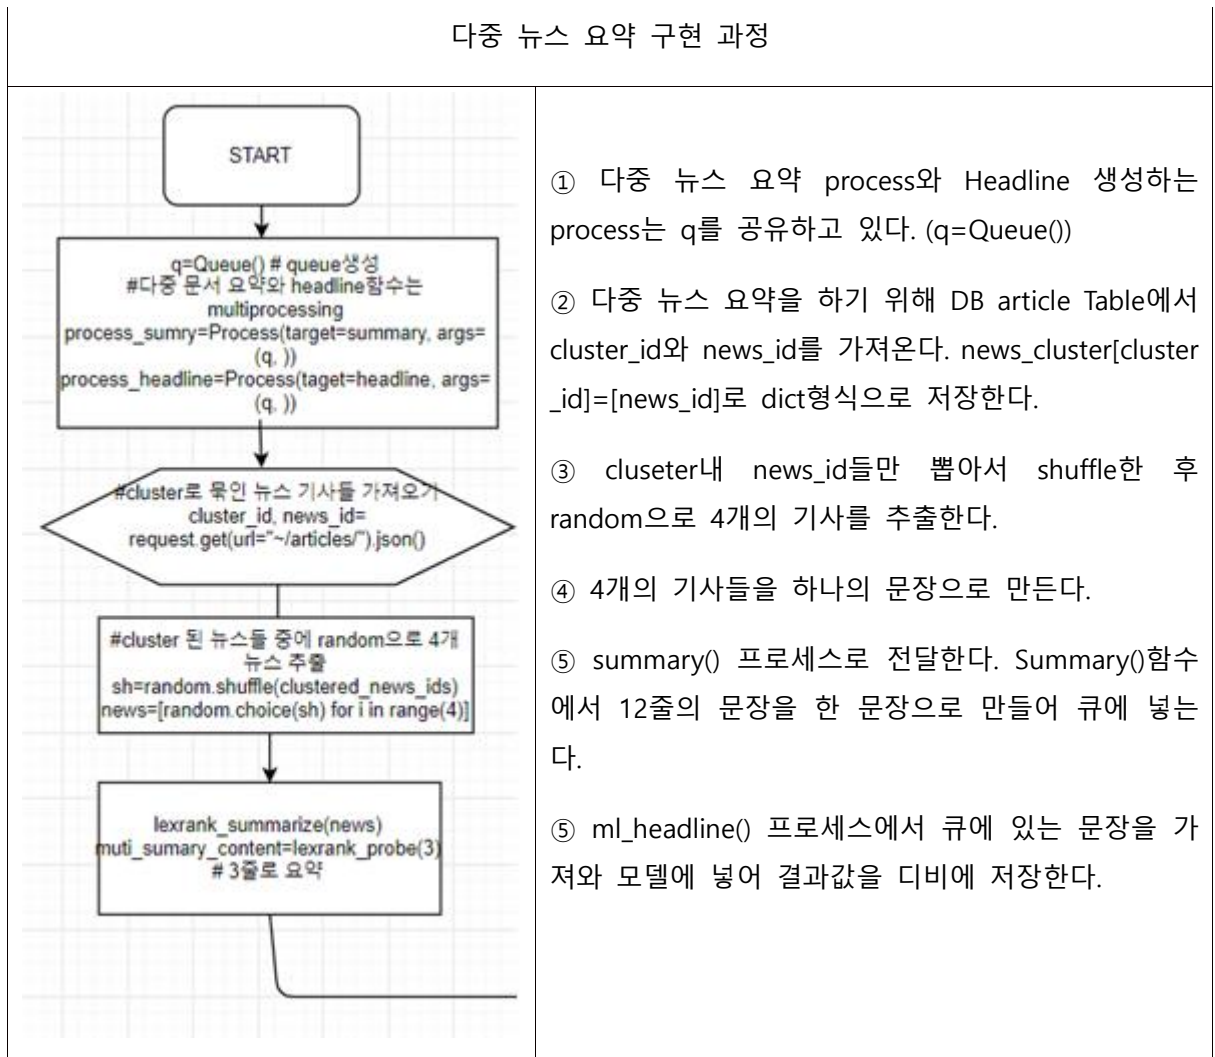 다중 뉴스 요약 구현 과정
START
q=Queue() # queue생성
#다중 문서 요약와 headline함수는
multiprocessing
process_sumry=Process(target=summary, args=
(q, ))
process_headline=Process(taget=headline, args=
(q, ))
#cluster로 묶인 뉴스 기사들 가져오기
cluster_id, news_id=
request.get(url="~/articles/").json()
#cluster 된 뉴스들 중에 random으로 4개
뉴스 추출
sh=random.shuffle(clustered_news_ids)
news=[random.choice(sh) for i in range(4)]
lexrank_summarize(news)
muti_sumary_content=lexrank_probe(3)
# 3줄로 요약
① 다중 뉴스 요약 process와 Headline 생성하는
process는 q를 공유하고 있다. (q=Queue())
② 다중 뉴스 요약을 하기 위해 DB article Table에서
cluster_id와 news_id를 가져온다. news_cluster[cluster
_id]=[news_id]로 dict형식으로 저장한다.
③ cluseter내 news_id들만 뽑아서 shuffle한 후
random으로 4개의 기사를 추출한다.
④ 4개의 기사들을 하나의 문장으로 만든다.
⑤ summary() 프로세스로 전달한다. Summary()함수
에서 12줄의 문장을 한 문장으로 만들어 큐에 넣는
다.
⑤ ml_headline() 프로세스에서 큐에 있는 문장을 가
져와 모델에 넣어 결과값을 디비에 저장한다.